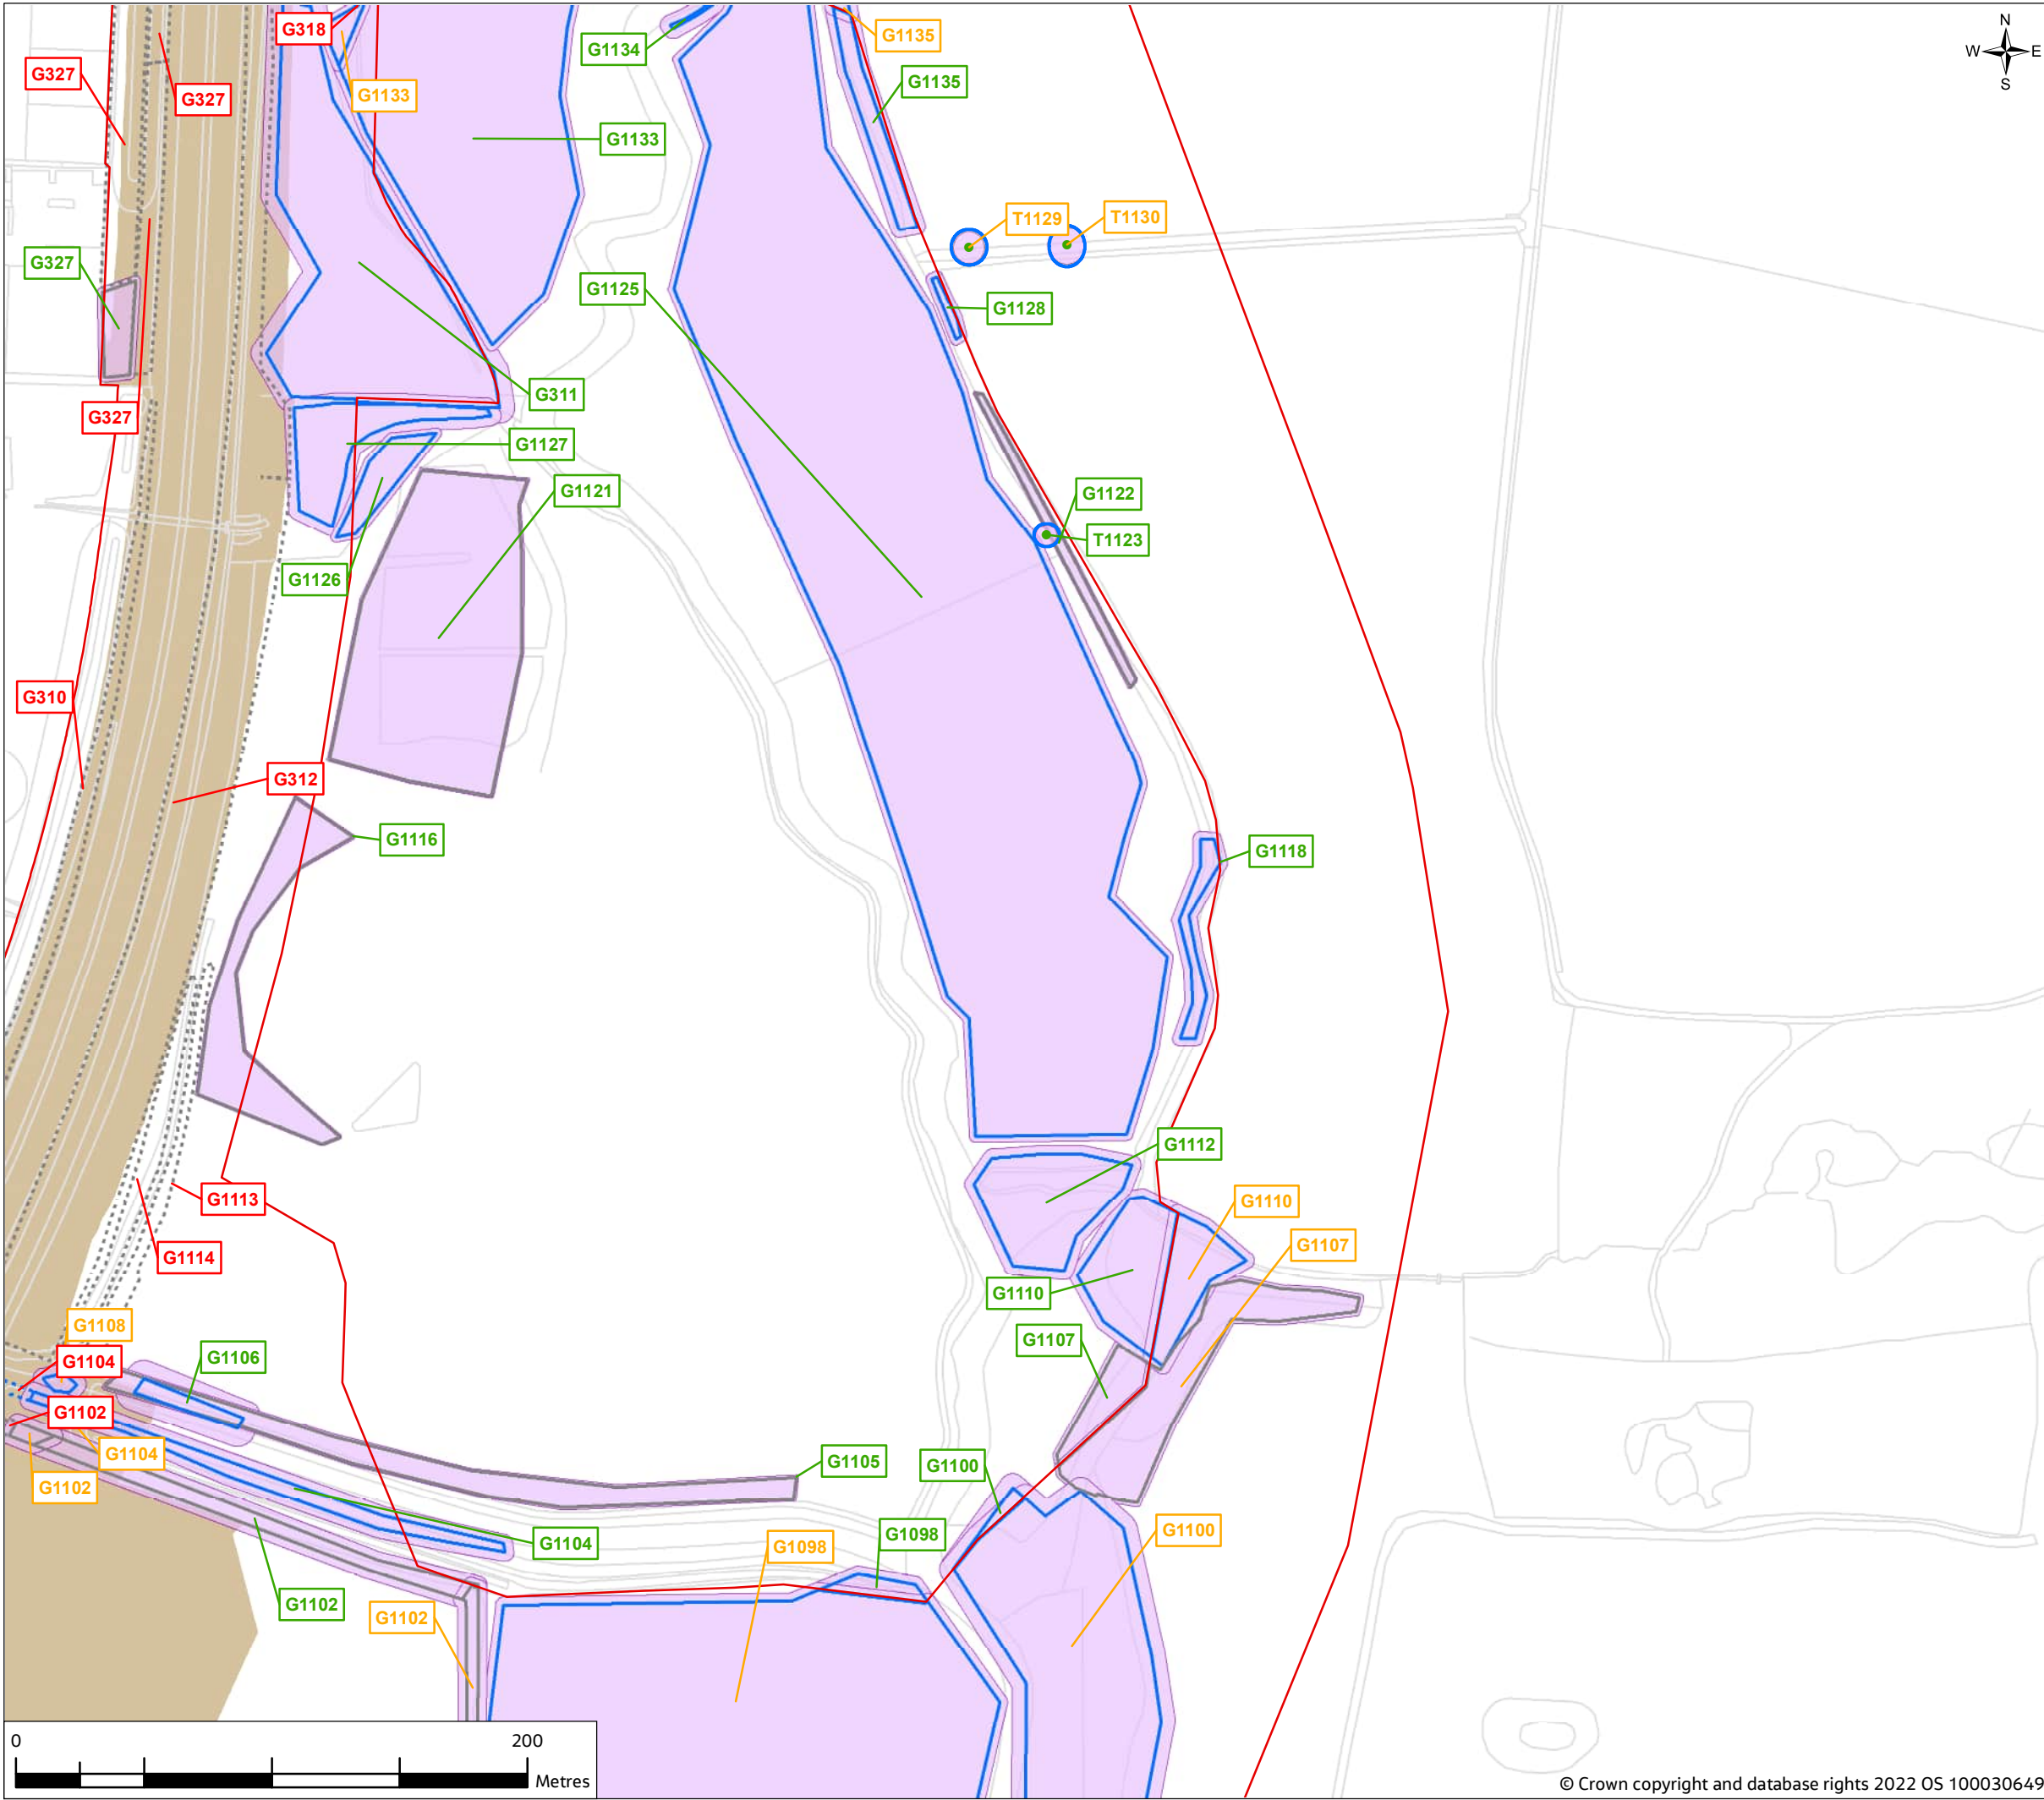 G318
G1134
G1135
N
W
E
S
G327
G327
G1133
G1135
G1133
T1129
T1130
G327
G1125
G1128
G327
G311
G1127
G1121
G1122
T1123
G1126
G310
G312
G1116
G1118
G1112
G1113
G1110
G1114
G1107
G1110
G1108
G1107
G1104
G1106
G1102
G1104
G1105
G1100
G1102
G1098
G1100
G1104
G1098
G1102
G1102
0
200
Metres
© Crown copyright and database rights 2022 OS 100030649